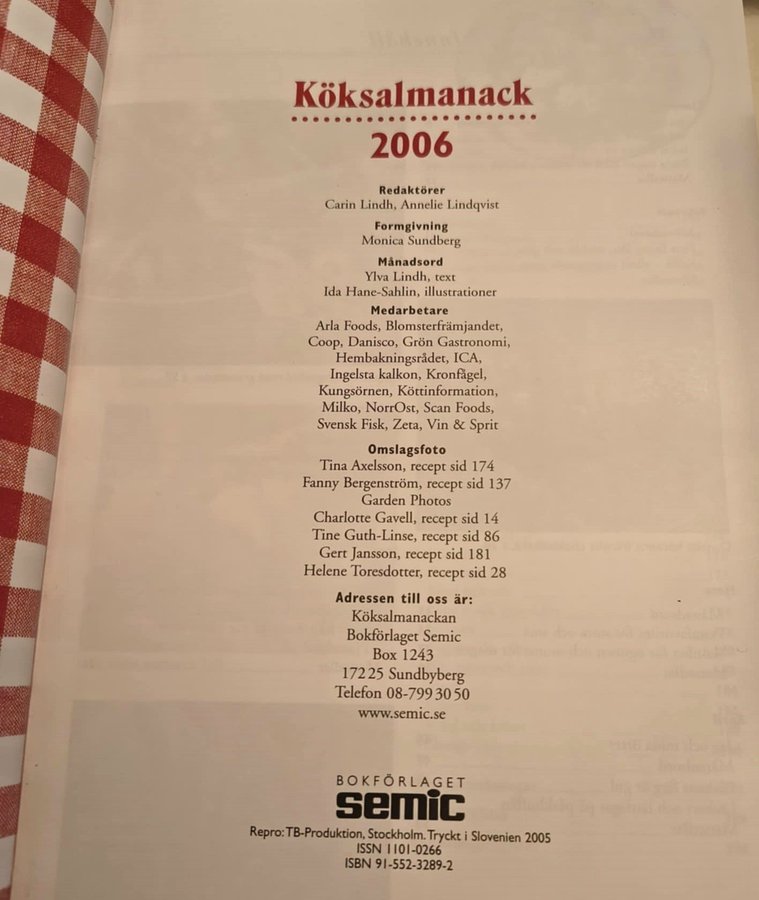 Köksalmanack
2006
Redaktörer
Carin Lindh, Annelie Lindqvist
Formgivning
Monica Sundberg
Månadsord
Ylva Lindh, text
Ida Hane-Sahlin, illustrationer
Medarbetare
Arla Foods, Blomsterfrämjandet,
Coop, Danisco, Grön Gastronomi,
Hembakningsrådet, ICA,
Ingelsta kalkon, Kronfågel,
Kungsörnen, Köttinformation,
Milko, NorrOst, Scan Foods,
Svensk Fisk, Zeta, Vin & Sprit
Omslagsfoto
Tina Axelsson, recept sid 174
Fanny Bergenström, recept sid 137
Garden Photos
Charlotte Gavell, recept sid 14
Tine Guth-Linse, recept sid 86
Gert Jansson, recept sid 181
Helene Toresdotter, recept sid 28
Adressen till oss är:
Köksalmanackan
Bokförlaget Semic
Box 1243
172 25 Sundbyberg
Telefon 08-799 30 50
www.semic.se
BOKFÖRLAGET
semic
Repro: TB-Produktion, Stockholm. Tryckt i Slovenien 2005
ISSN 1101-0266
ISBN 91-552-3289-2